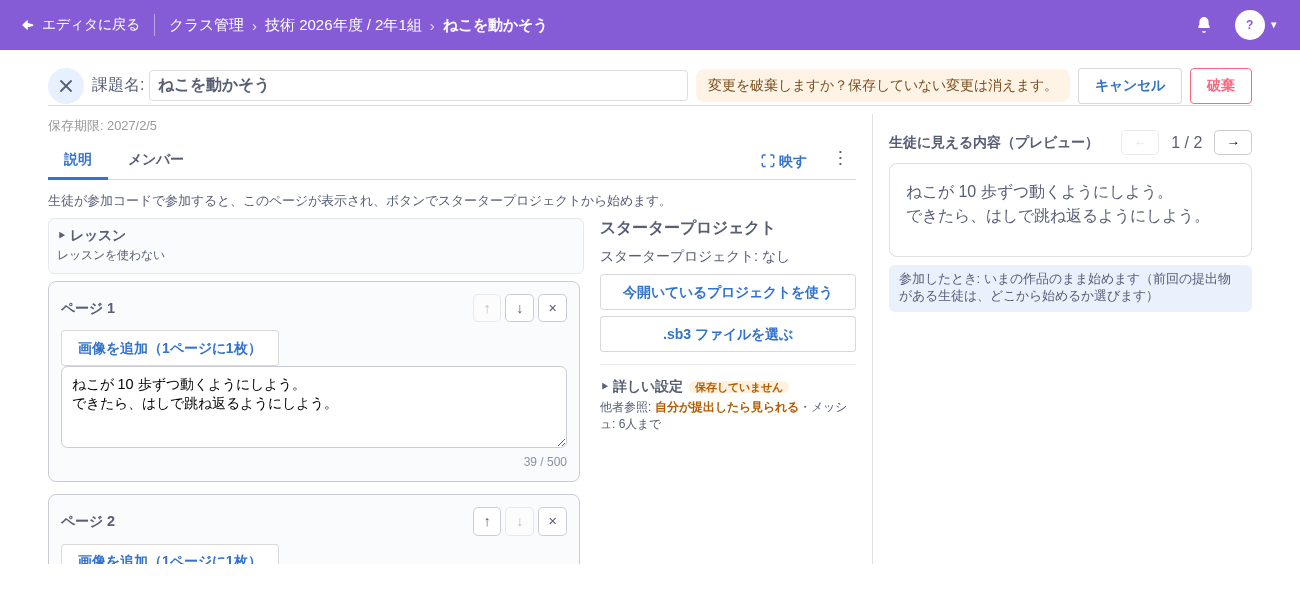 エディタに戻る
クラス管理 › 技術 2026年度 / 2年1組 › ねこを動かそう
?
課題名: ねこを動かそう
変更を破棄しますか？保存していない変更は消えます。
キャンセル
破棄
保存期限: 2027/2/5
説明
メンバー
映す
生徒が参加コードで参加すると、このページが表示され、ボタンでスタータープロジェクトから始めます。
レッスン
レッスンを使わない
ページ 1
↑ ↓ ×
画像を追加（1ページに1枚）
ねこが 10 歩ずつ動くようにしよう。
できたら、はしで跳ね返るようにしよう。
39 / 500
ページ 2
↑ ↓ ×
画像を追加（1ページに1枚）
スタータープロジェクト
スタータープロジェクト: なし
今開いているプロジェクトを使う
.sb3 ファイルを選ぶ
詳しい設定 保存していません
他者参照: 自分が提出したら見られる・メッシ
ュ: 6人まで
生徒に見える内容（プレビュー）
← 1 / 2 →
ねこが 10 歩ずつ動くようにしよう。
できたら、はしで跳ね返るようにしよう。
参加したとき: いまの作品のまま始めます（前回の提出物
がある生徒は、どこから始めるか選びます）